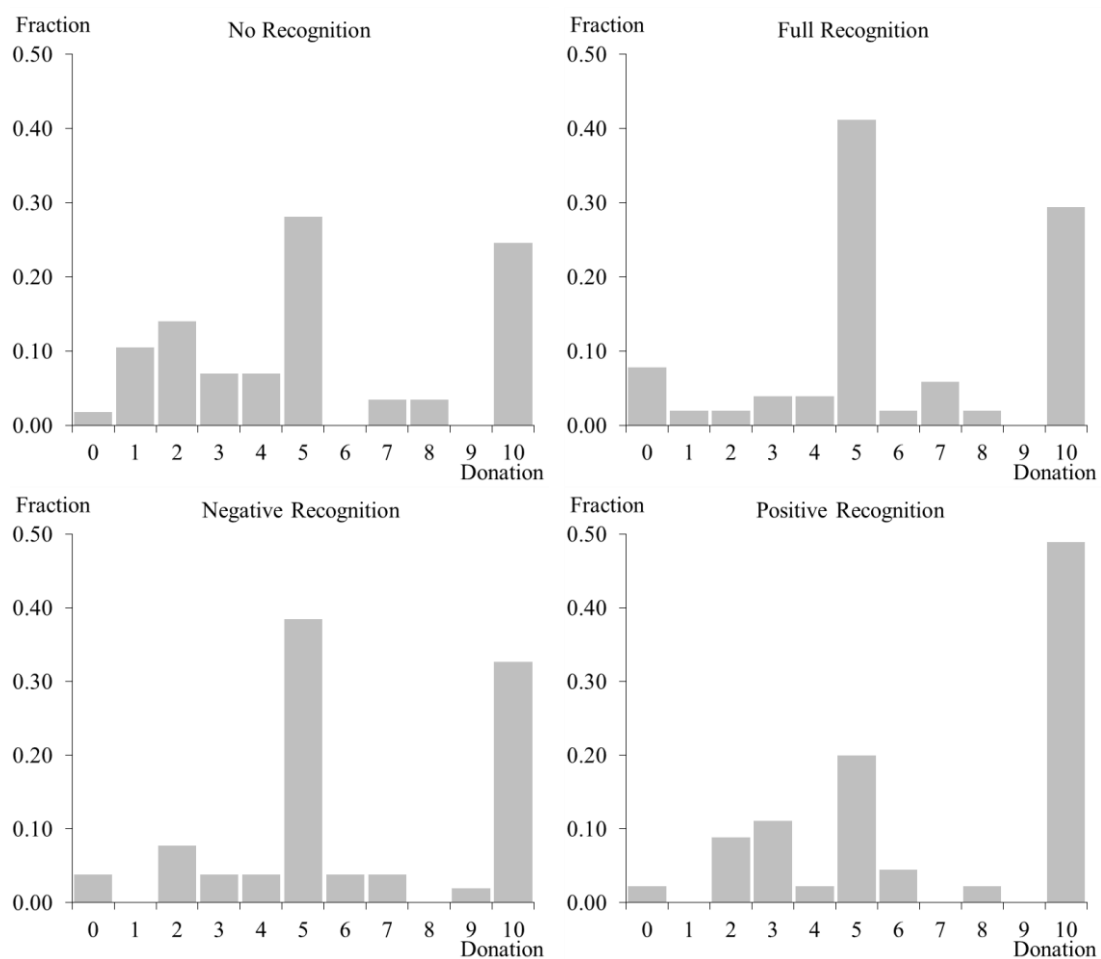 Fraction
No Recognition
0.50
0.40
0.30
0.20
0.10
0.00
0 1 2 3 4 5 6 7 8 9 10
Donation
Fraction
Full Recognition
0.50
0.40
0.30
0.20
0.10
0.00
0 1 2 3 4 5 6 7 8 9 10
Donation
Fraction
Negative Recognition
0.50
0.40
0.30
0.20
0.10
0.00
0 1 2 3 4 5 6 7 8 9 10
Donation
Fraction
Positive Recognition
0.50
0.40
0.30
0.20
0.10
0.00
0 1 2 3 4 5 6 7 8 9 10
Donation